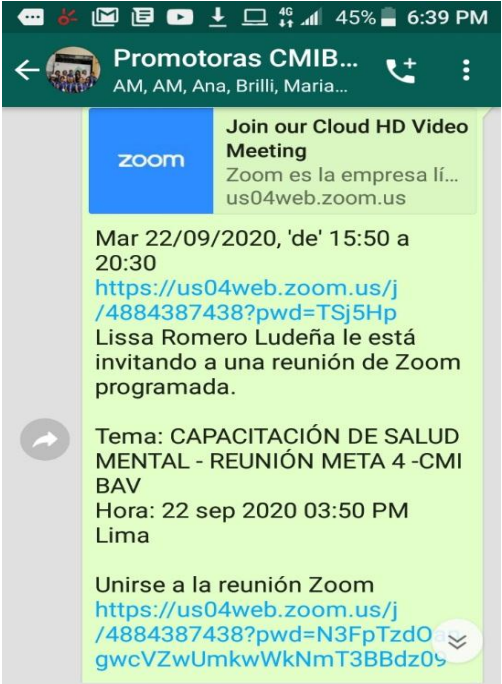 4G
45%
6:39 PM
Promotoras CMIB...
AM, AM, Ana, Brilli, Maria...
zoom
Join our Cloud HD Video
Meeting
Zoom es la empresa lí...
us04web.zoom.us
Mar 22/09/2020, 'de' 15:50 a
20:30
https://us04web.zoom.us/j
/4884387438?pwd=TSj5Hp
Lissa Romero Ludeña le está
invitando a una reunión de Zoom
programada.
Tema: CAPACITACIÓN DE SALUD
MENTAL - REUNIÓN META 4 -CMI
BAV
Hora: 22 sep 2020 03:50 PM
Lima
Unirse a la reunión Zoom
https://us04web.zoom.us/j